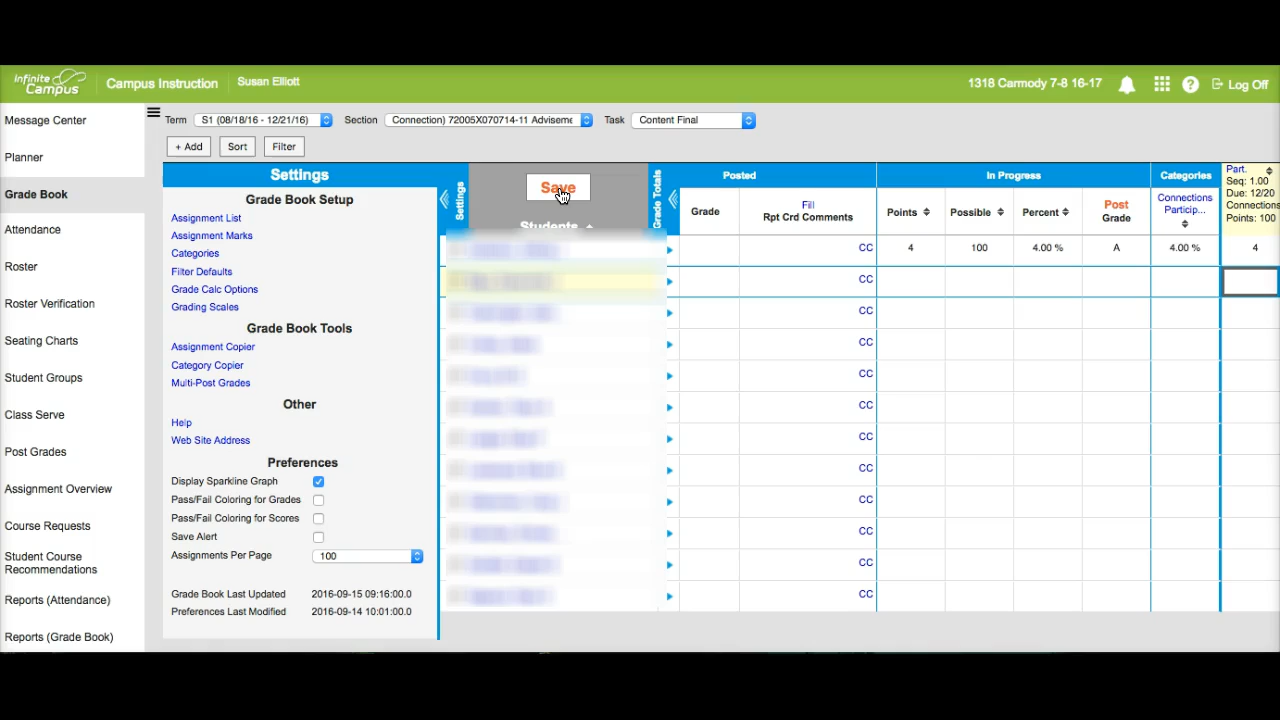 Infinite
Campus
Campus Instruction
Susan Elliott
1318 Carmody 7-8 16-17
Log Off
Message Center
Planner
Grade Book
Attendance
Roster
Roster Verification
Seating Charts
Student Groups
Class Serve
Post Grades
Assignment Overview
Course Requests
Student Course
Recommendations
Reports (Attendance)
Reports (Grade Book)
Term S1 (08/18/16 - 12/21/16) Section Connection) 72005X070714-11 Adviseme Task Content Final
+ Add Sort Filter
Settings
Grade Book Setup
Assignment List
Assignment Marks
Categories
Filter Defaults
Grade Calc Options
Grading Scales
Grade Book Tools
Assignment Copier
Category Copier
Multi-Post Grades
Other
Help
Web Site Address
Preferences
Display Sparkline Graph
Pass/Fail Coloring for Grades
Pass/Fail Coloring for Scores
Save Alert
Assignments Per Page 100
Grade Book Last Updated 2016-09-15 09:16:00.0
Preferences Last Modified 2016-09-14 10:01:00.0
Settings
Save
Students
Grade Totals
Posted In Progress Categories
Grade
Fill
Rpt Crd Comments
Points Possible Percent
Post
Grade
Connections
Particip...
Part.
Seq: 1.00
Due: 12/20
Connections
Points: 100
CC 4 100 4.00 % A 4.00 % 4
CC
CC
CC
CC
CC
CC
CC
CC
CC
CC
CC